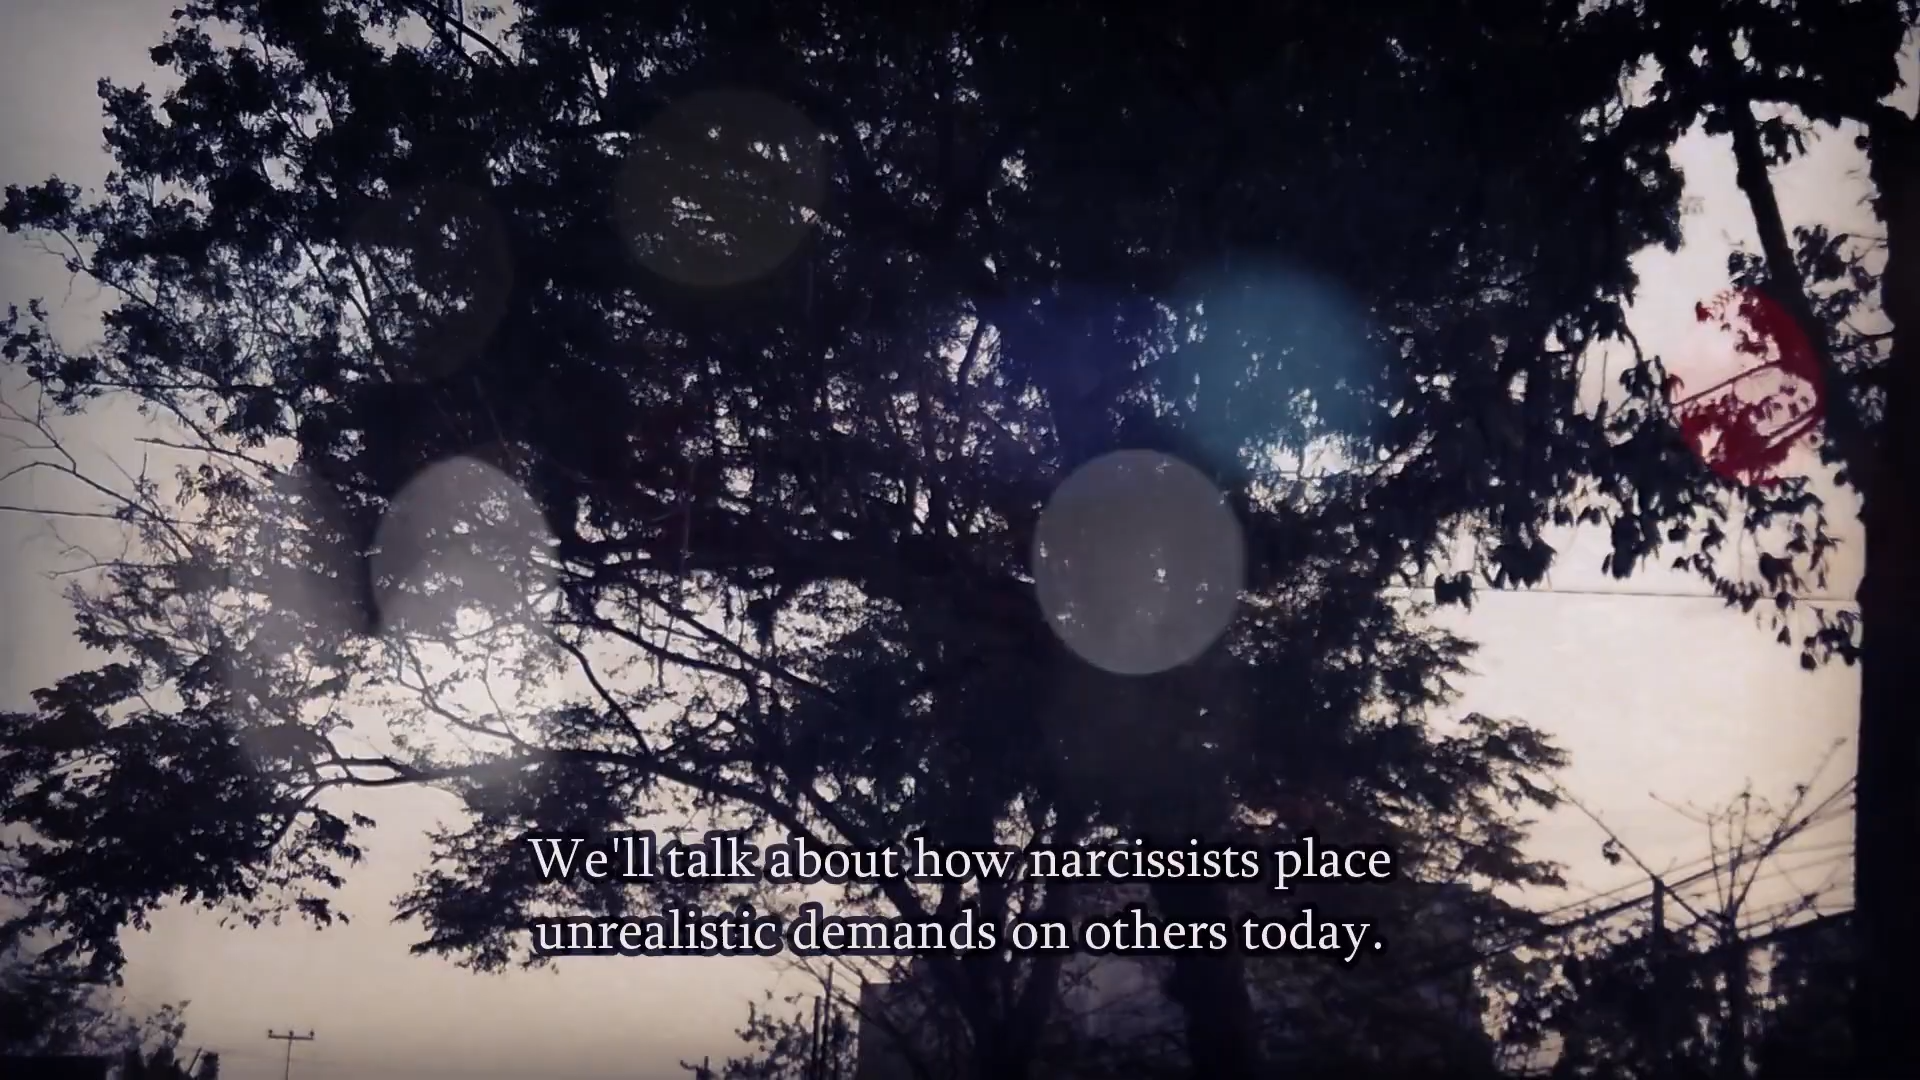 We'll talk about how narcissists place
unrealistic demands on others today.